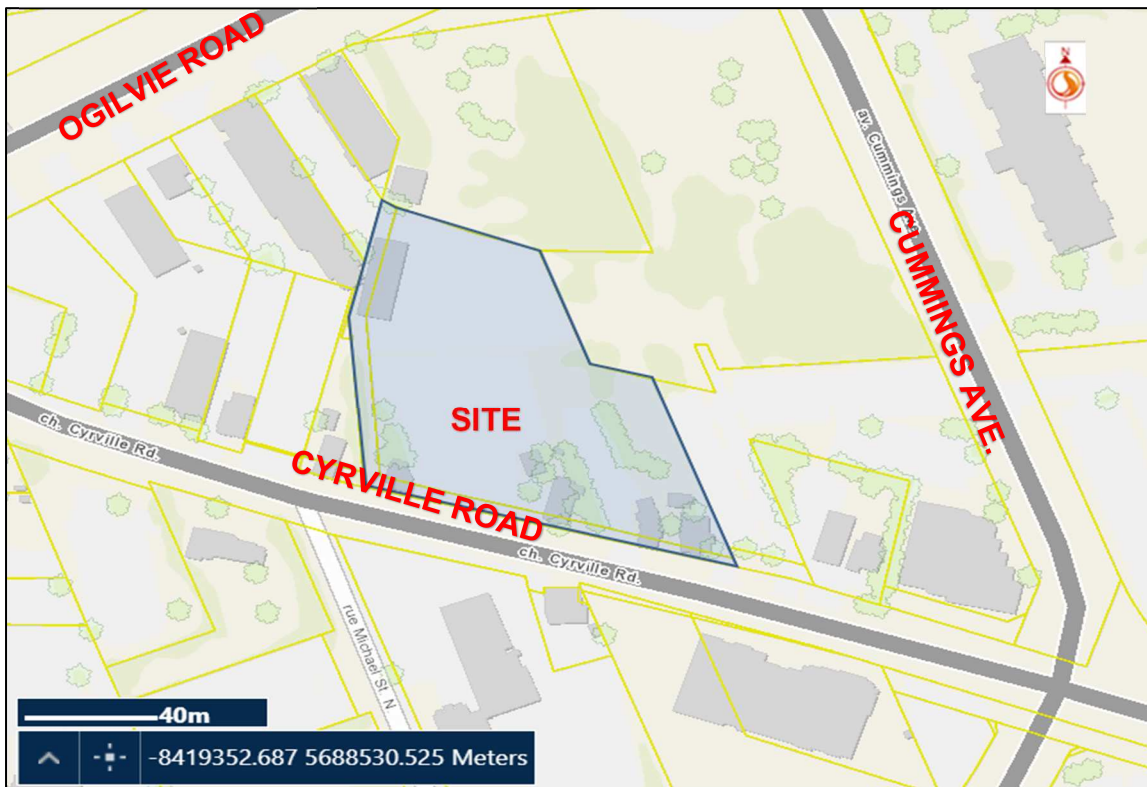 OGILVIE ROAD
N
av. Cummings Ave.
CUMMINGS AVE.
SITE
ch. Cyrville Rd.
CYRVILLE ROAD
ch. Cyrville Rd.
rue Michael St. N
40m
-8419352.687 5688530.525 Meters